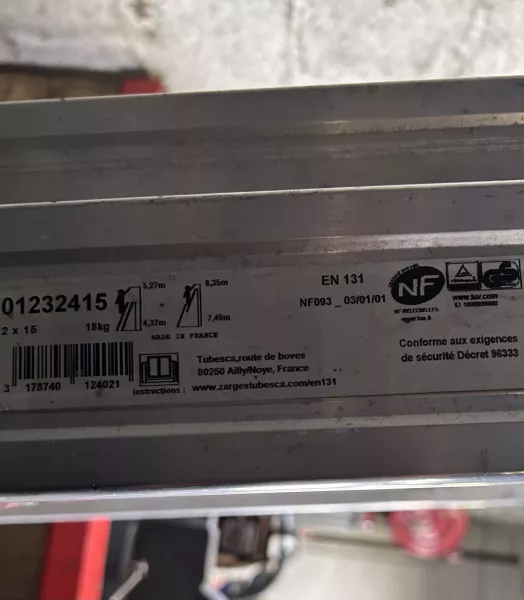 01232415
2 x 15
18kg
5,27m
4,37m
8,35m
7,45m
MADE IN FRANCE
EN 131
NF093 _ 03/01/01
NF
www.tuv.com
GS
Tubesca,route de boves
80250 Ailly/Noye, France
Instructions : www.zargestubesca.com/en131
Conforme aux exigences
de sécurité Décret 96333
3 178740 124021